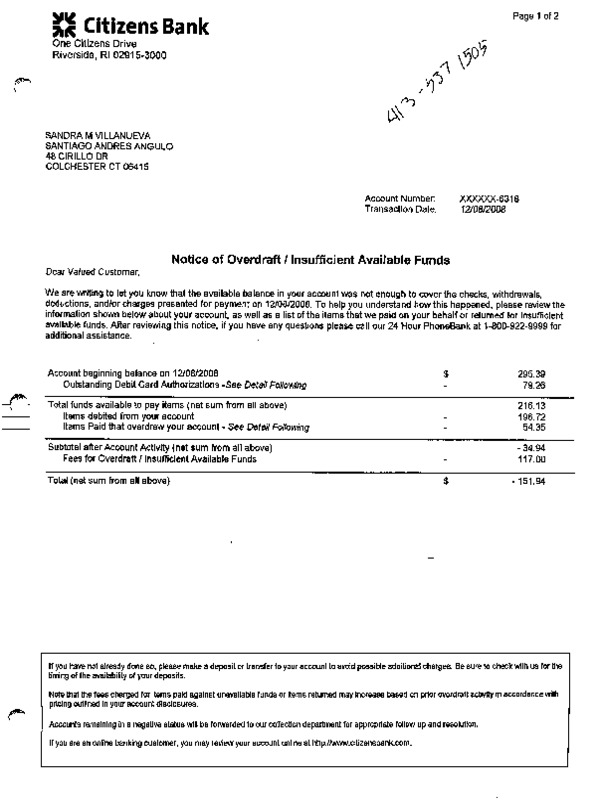 Citizens Bank
One Citizens Drive
Riverside, RI 02915-3000
Page 1 of 2
413-537 1505
SANDRA M VILLANUEVA
SANTIAGO ANDRES ANGULO
48 CIRILLO DR
COLCHESTER CT 06415
Account Number: XXXXXX-6316
Transaction Date: 12/08/2008
Notice of Overdraft / Insufficient Available Funds
Dear Valued Customer,
We are writing to let you know that the available balance in your account was not enough to cover the checks, withdrawals,
deductions, and/or charges presented for payment on 12/08/2008. To help you understand how this happened, please review the
information shown below about your account, as well as a list of the items that we paid on your behalf or returned for insufficient
available funds. After reviewing this notice, if you have any questions please call our 24 Hour PhoneBank at 1-800-922-9999 for
additional assistance.
Account beginning balance on 12/08/2008 $ 295.39
Outstanding Debit Card Authorizations -See Detail Following - 79.26
Total funds available to pay items (net sum from all above) 216.13
Items debited from your account - 196.72
Items Paid that overdrew your account - See Detail Following - 54.35
Subtotal after Account Activity (net sum from all above) - 34.94
Fees for Overdraft / Insufficient Available Funds - 117.00
Total (net sum from all above) $ - 151.94
If you have not already done so, please make a deposit or transfer to your account to avoid possible additional charges. Be sure to check with us for the
timing of the availability of your deposits.
Note that the fees charged for items paid against unavailable funds or items returned may increase based on prior overdraft activity in accordance with
pricing outlined in your account disclosures.
Accounts remaining in a negative status will be forwarded to our collection department for appropriate follow up and resolution.
If you are an online banking customer, you may review your account online at http://www.citizensbank.com.